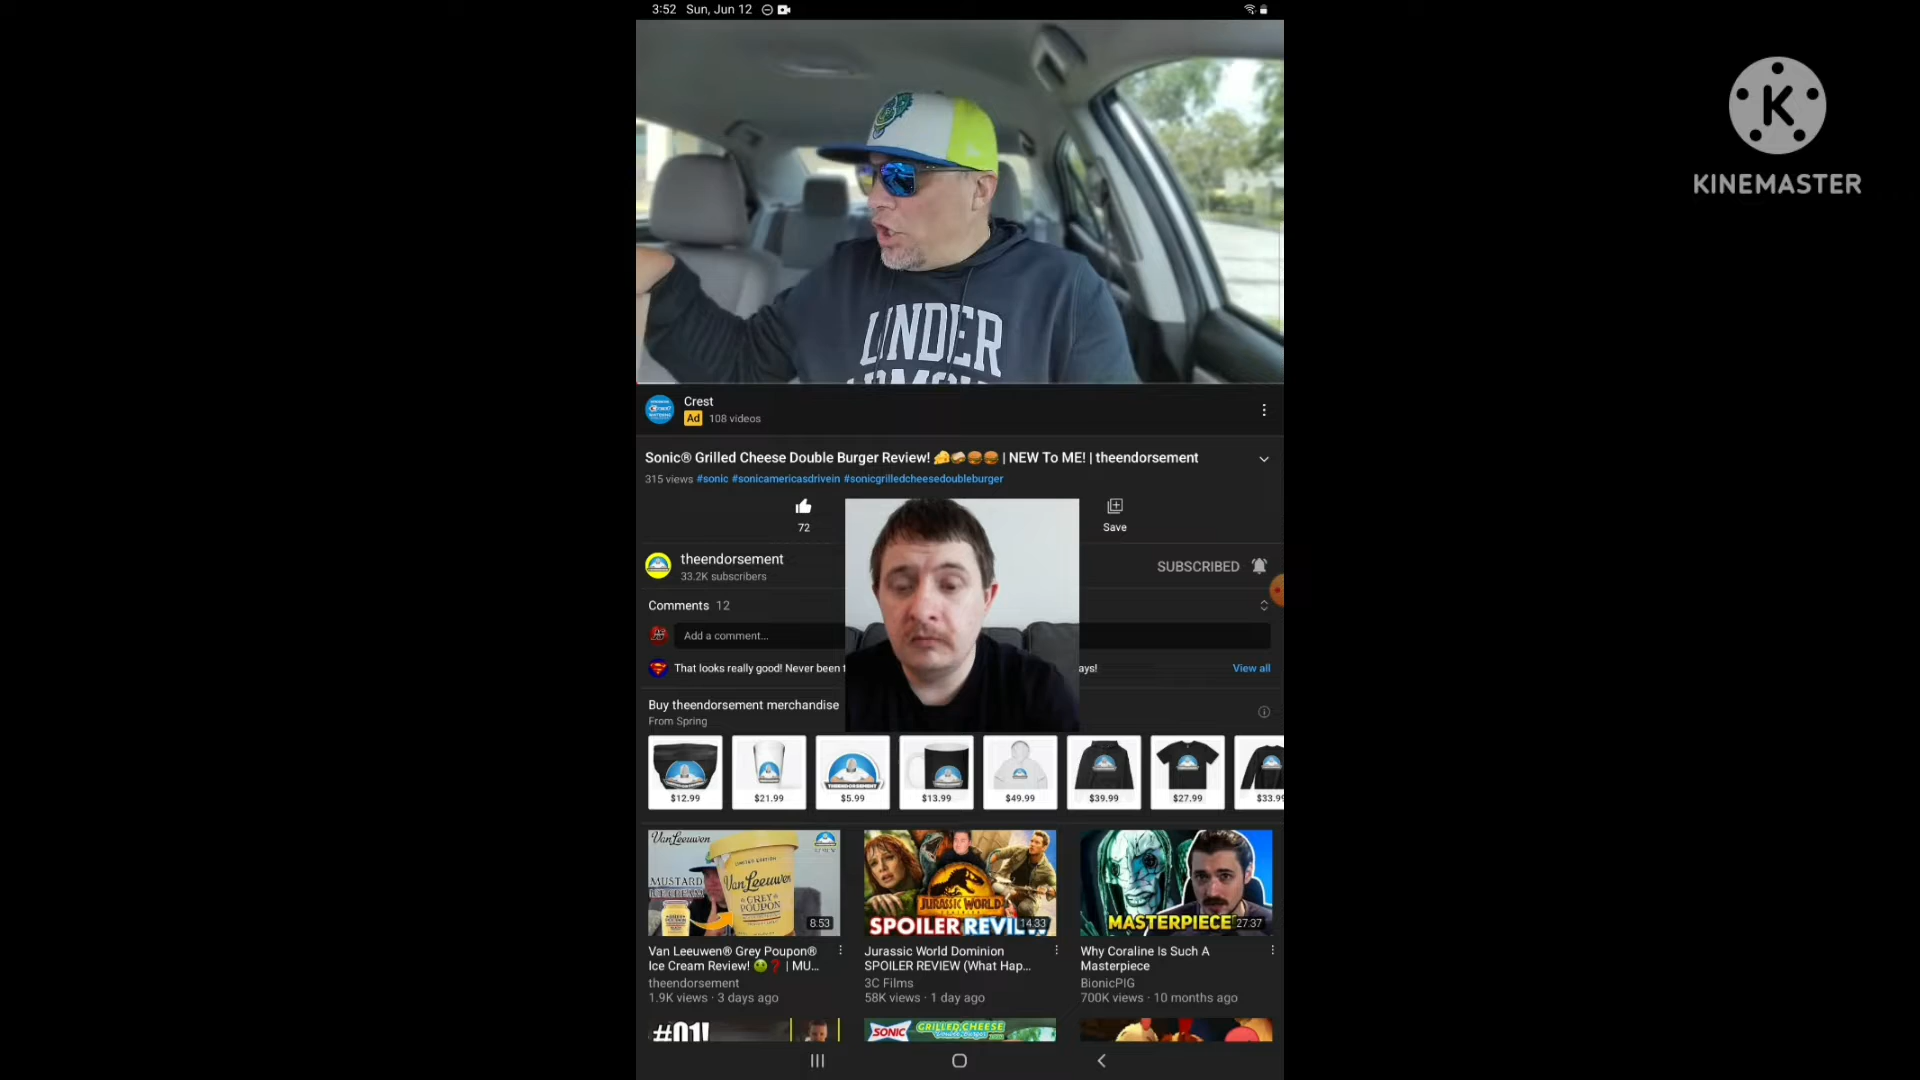 3:52 Sun, Jun 12
KINEMASTER
UNDER
Crest
Ad 108 videos
Sonic® Grilled Cheese Double Burger Review! 🧀🥪🍔🍔 | NEW To ME! | theendorsement
315 views #sonic #sonicamericasdrivein #sonicgrilledcheesedoubleburger
72
Save
theendorsement
33.2K subscribers
SUBSCRIBED
Comments 12
Add a comment...
That looks really good! Never been
ays!
View all
Buy theendorsement merchandise
From Spring
$12.99
$21.99
$5.99
$13.99
$49.99
$39.99
$27.99
$33.99
Van Leeuwen
MUSTARD
Van Leeuwen
GREY
POUPON
8:53
JURASSIC WORLD
SPOILER REVIEW
14:33
MASTERPIECE
27:37
Van Leeuwen® Grey Poupon®
Ice Cream Review! 🤢❓ | MU...
theendorsement
1.9K views · 3 days ago
Jurassic World Dominion
SPOILER REVIEW (What Hap...
3C Films
58K views · 1 day ago
Why Coraline Is Such A
Masterpiece
BionicPIG
700K views · 10 months ago
#01!
SONIC
GRILLED CHEESE